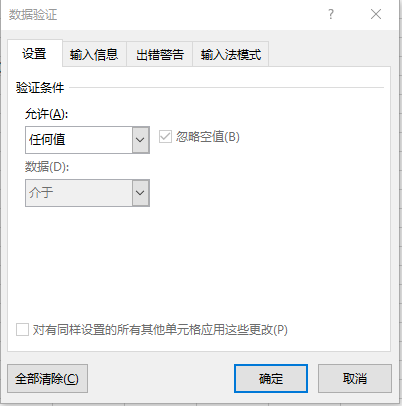 数据验证
设置 输入信息 出错警告 输入法模式
验证条件
允许(A):
任何值 忽略空值(B)
数据(D):
介于
对有同样设置的所有其他单元格应用这些更改(P)
全部清除(C) 确定 取消